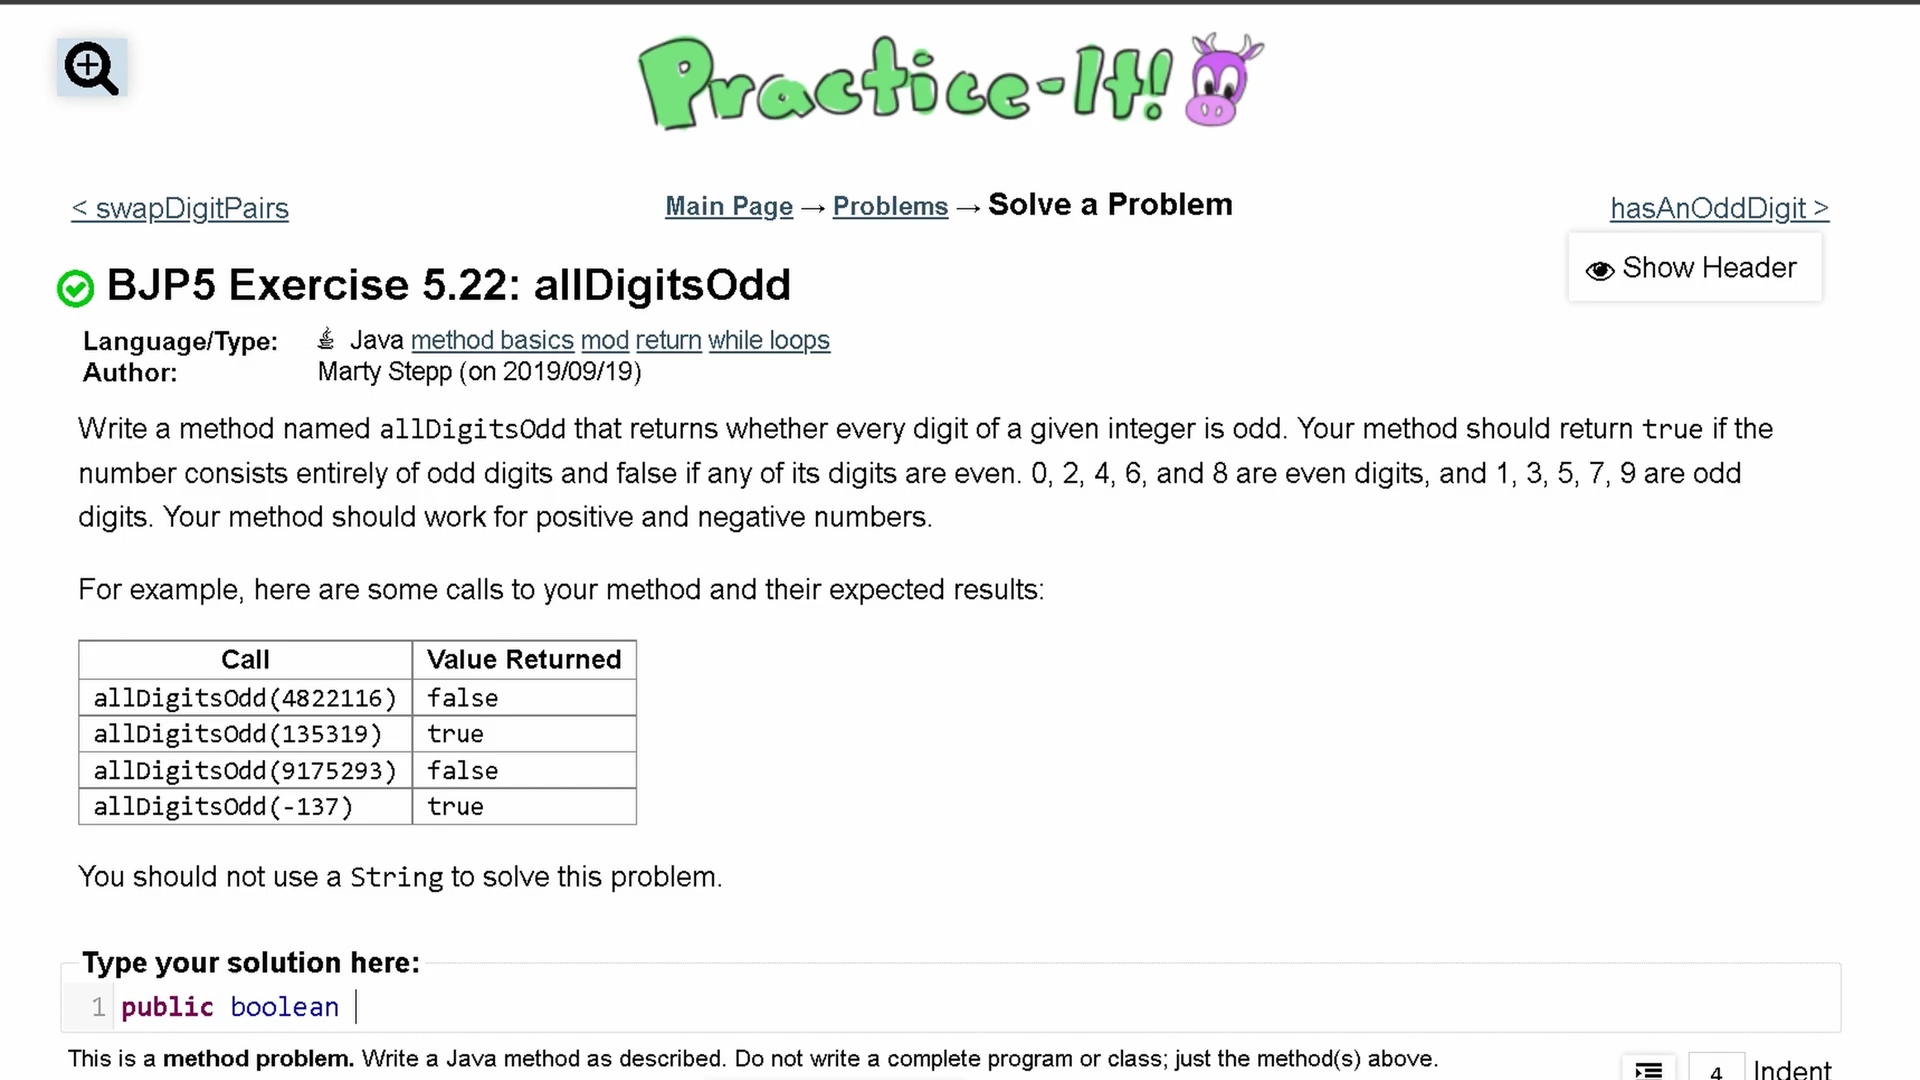 Practice-It!
< swapDigitPairs
Main Page → Problems → Solve a Problem
hasAnOddDigit >
Show Header
BJP5 Exercise 5.22: allDigitsOdd
Language/Type: Java method basics mod return while loops
Author: Marty Stepp (on 2019/09/19)
Write a method named allDigitsOdd that returns whether every digit of a given integer is odd. Your method should return true if the
number consists entirely of odd digits and false if any of its digits are even. 0, 2, 4, 6, and 8 are even digits, and 1, 3, 5, 7, 9 are odd
digits. Your method should work for positive and negative numbers.
For example, here are some calls to your method and their expected results:
Call Value Returned
allDigitsOdd(4822116) false
allDigitsOdd(135319) true
allDigitsOdd(9175293) false
allDigitsOdd(-137) true
You should not use a String to solve this problem.
Type your solution here:
1 public boolean
This is a method problem. Write a Java method as described. Do not write a complete program or class; just the method(s) above.
4 Indent